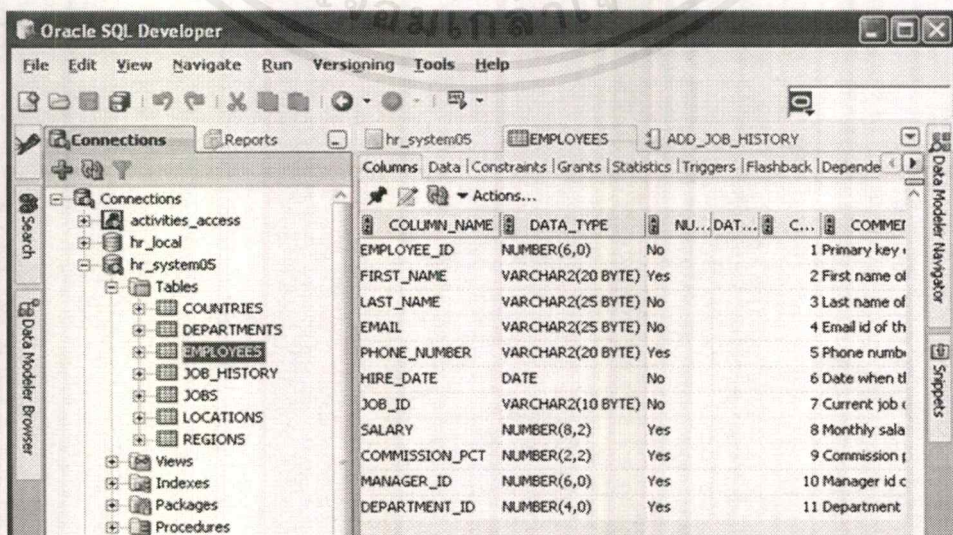 Oracle SQL Developer
File Edit View Navigate Run Versioning Tools Help
Connections Reports
hr_system05 EMPLOYEES ADD_JOB_HISTORY
Columns Data Constraints Grants Statistics Triggers Flashback Depende
Actions...
Search
Data Modeler Browser
Connections
activities_access
hr_local
hr_system05
Tables
COUNTRIES
DEPARTMENTS
EMPLOYEES
JOB_HISTORY
JOBS
LOCATIONS
REGIONS
Views
Indexes
Packages
Procedures
COLUMN_NAME DATA_TYPE NU... DAT... C... COMMEN
EMPLOYEE_ID NUMBER(6,0) No 1 Primary key
FIRST_NAME VARCHAR2(20 BYTE) Yes 2 First name of
LAST_NAME VARCHAR2(25 BYTE) No 3 Last name of
EMAIL VARCHAR2(25 BYTE) No 4 Email id of th
PHONE_NUMBER VARCHAR2(20 BYTE) Yes 5 Phone numb
HIRE_DATE DATE No 6 Date when t
JOB_ID VARCHAR2(10 BYTE) No 7 Current job
SALARY NUMBER(8,2) Yes 8 Monthly sala
COMMISSION_PCT NUMBER(2,2) Yes 9 Commission
MANAGER_ID NUMBER(6,0) Yes 10 Manager id
DEPARTMENT_ID NUMBER(4,0) Yes 11 Department
Data Modeler Navigator
Snippets